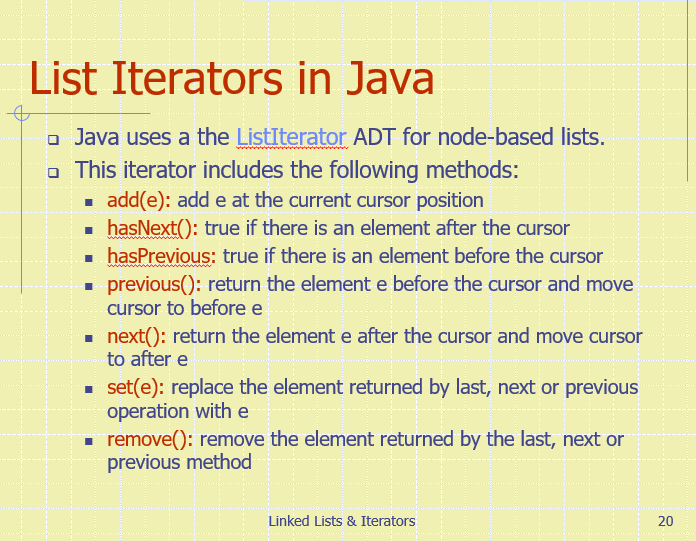 List Iterators in Java
Java uses a the ListIterator ADT for node-based lists.
This iterator includes the following methods:
add(e): add e at the current cursor position
hasNext(): true if there is an element after the cursor
hasPrevious: true if there is an element before the cursor
previous(): return the element e before the cursor and move
cursor to before e
next(): return the element e after the cursor and move cursor
to after e
set(e): replace the element returned by last, next or previous
operation with e
remove(): remove the element returned by the last, next or
previous method
Linked Lists & Iterators
20